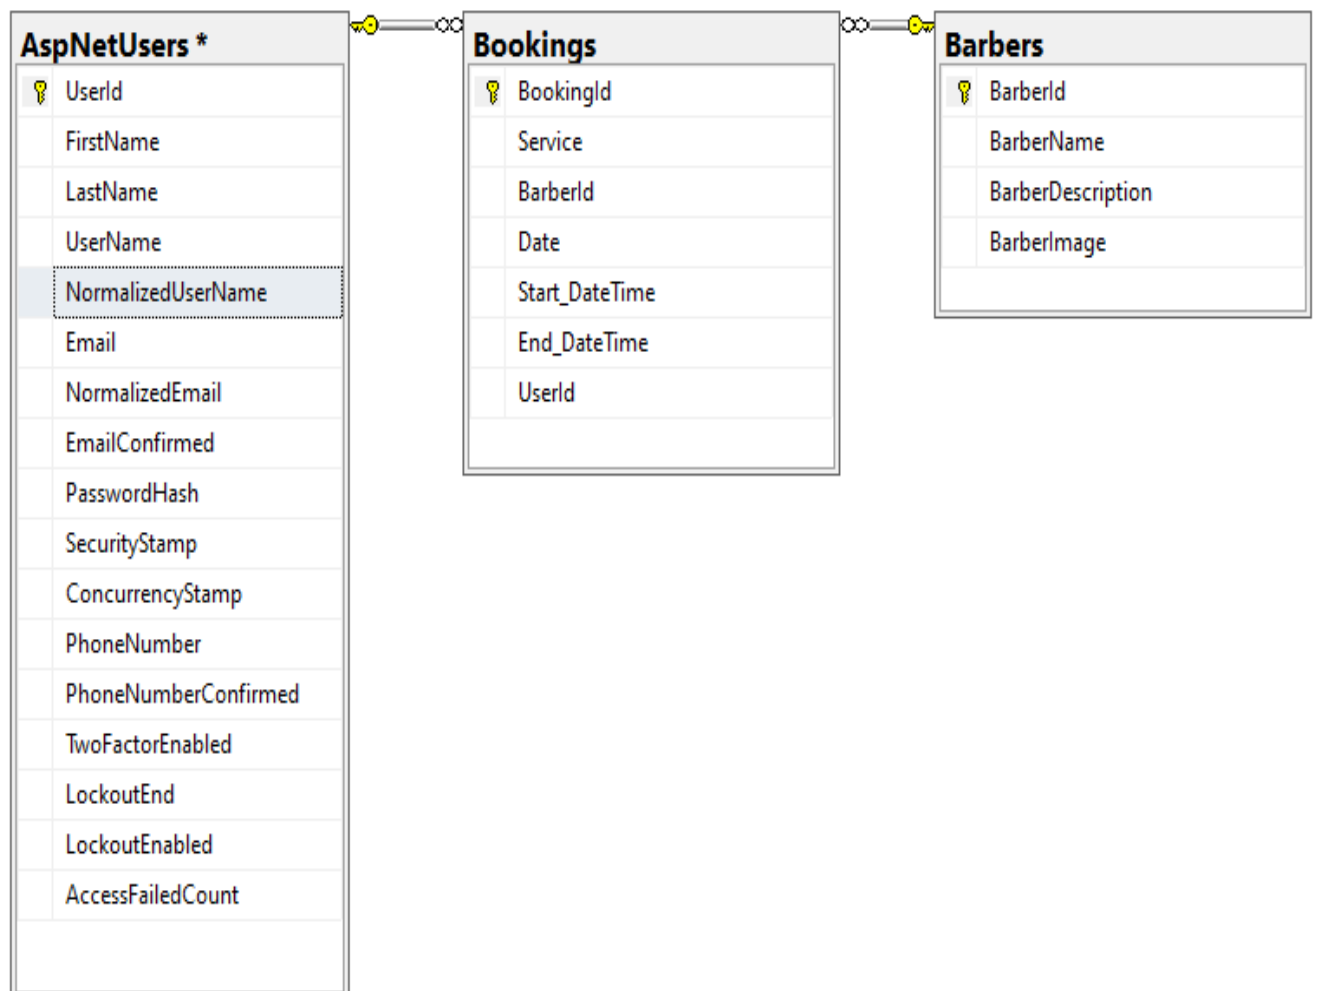 AspNetUsers *
UserId
FirstName
LastName
UserName
NormalizedUserName
Email
NormalizedEmail
EmailConfirmed
PasswordHash
SecurityStamp
ConcurrencyStamp
PhoneNumber
PhoneNumberConfirmed
TwoFactorEnabled
LockoutEnd
LockoutEnabled
AccessFailedCount
Bookings
BookingId
Service
BarberId
Date
Start_DateTime
End_DateTime
UserId
Barbers
BarberId
BarberName
BarberDescription
BarberImage